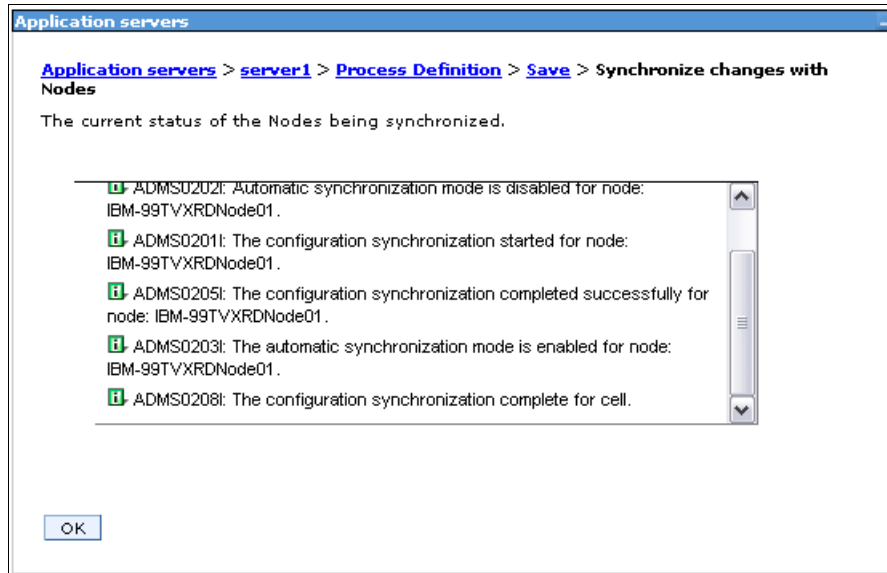 Application servers
Application servers > server1 > Process Definition > Save > Synchronize changes with
Nodes
The current status of the Nodes being synchronized.
ADMS0202I: Automatic synchronization mode is disabled for node:
IBM-99TVXRDNode01.
ADMS0201I: The configuration synchronization started for node:
IBM-99TVXRDNode01.
ADMS0205I: The configuration synchronization completed successfully for
node: IBM-99TVXRDNode01.
ADMS0203I: The automatic synchronization mode is enabled for node:
IBM-99TVXRDNode01.
ADMS0208I: The configuration synchronization complete for cell.
OK